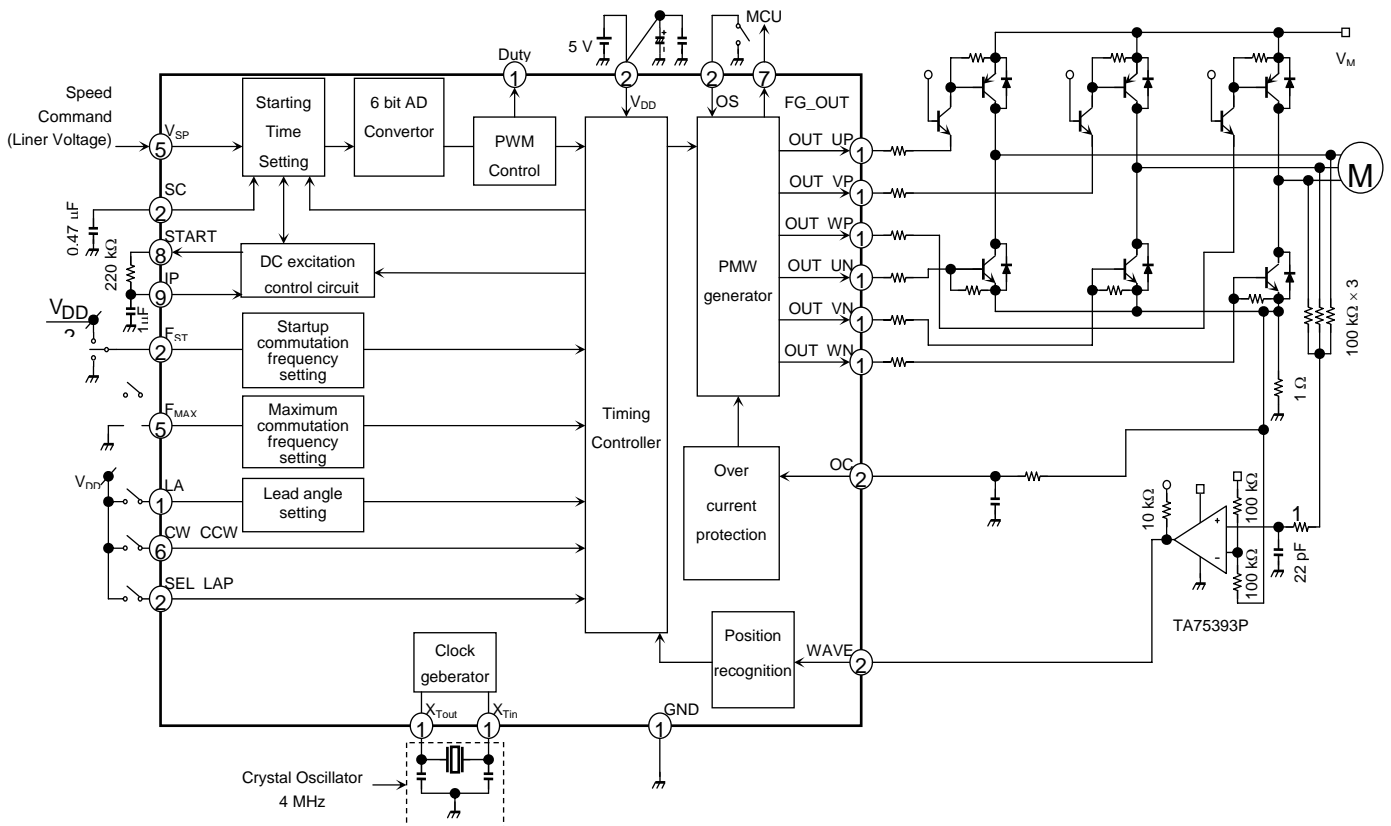 MCU
5 V
Duty
1
2
2
7
Speed
Command
(Liner Voltage)
VSP
5
Starting
Time
Setting
6 bit AD
Convertor
PWM
Control
VDD
OS
FG_OUT
VM
OUT UP
1
OUT VP
1
OUT WP
1
OUT UN
1
OUT VN
1
OUT WN
1
M
SC
2
0.47 µF
START
8
220 kΩ
IP
9
1µF
DC excitation
control circuit
PMW
generator
VDD
FST
2
Startup
commutation
frequency
setting
100 kΩ × 3
1 Ω
FMAX
5
Maximum
commutation
frequency
setting
Timing
Controller
VDD
LA
1
Lead angle
setting
Over
current
protection
OC
2
CW CCW
6
SEL LAP
2
10 kΩ
+
-
100 kΩ
100 kΩ
1
22 pF
TA75393P
Position
recognition
WAVE
2
Clock
geberator
XTout
1
XTin
1
GND
1
Crystal Oscillator
4 MHz